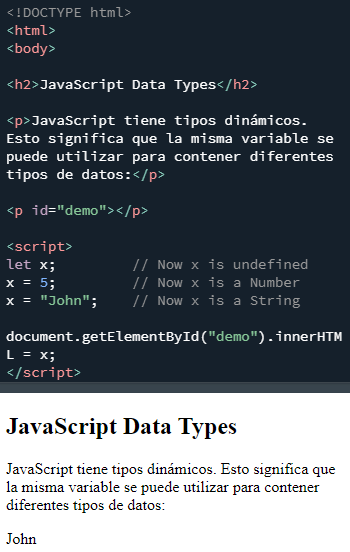 <!DOCTYPE html>
<html>
<body>
<h2>JavaScript Data Types</h2>
<p>JavaScript tiene tipos dinámicos.
Esto significa que la misma variable se
puede utilizar para contener diferentes
tipos de datos:</p>
<p id="demo"></p>
<script>
let x;         // Now x is undefined
x = 5;         // Now x is a Number
x = "John";    // Now x is a String
document.getElementById("demo").innerHTM
L = x;
</script>
JavaScript Data Types
JavaScript tiene tipos dinámicos. Esto significa que
la misma variable se puede utilizar para contener
diferentes tipos de datos:
John